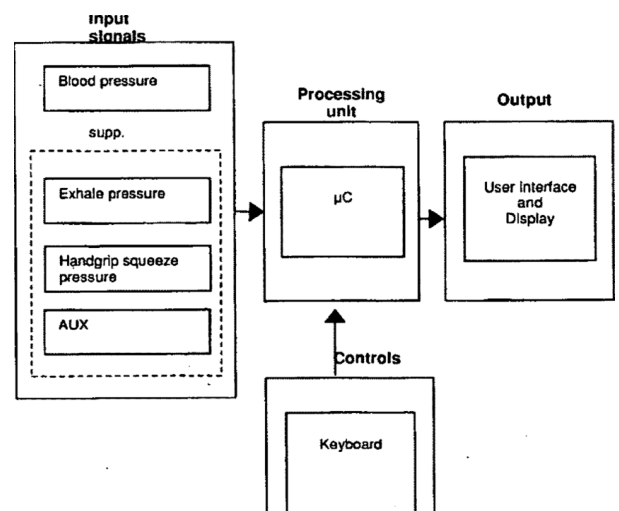 Input
signals
Blood pressure
supp.
Exhale pressure
Handgrip squeeze
pressure
AUX
Processing
unit
µC
Output
User interface
and
Display
Controls
Keyboard